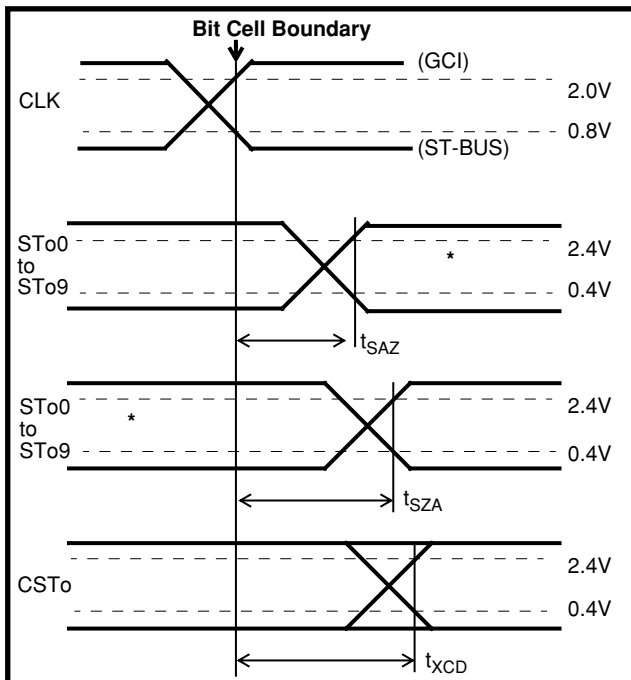 Bit Cell Boundary
(GCI)
CLK
2.0V
0.8V
(ST-BUS)
STo0
to
STo9
*
2.4V
0.4V
tSAZ
STo0
to
STo9
*
2.4V
0.4V
tSZA
CSTo
2.4V
0.4V
tXCD